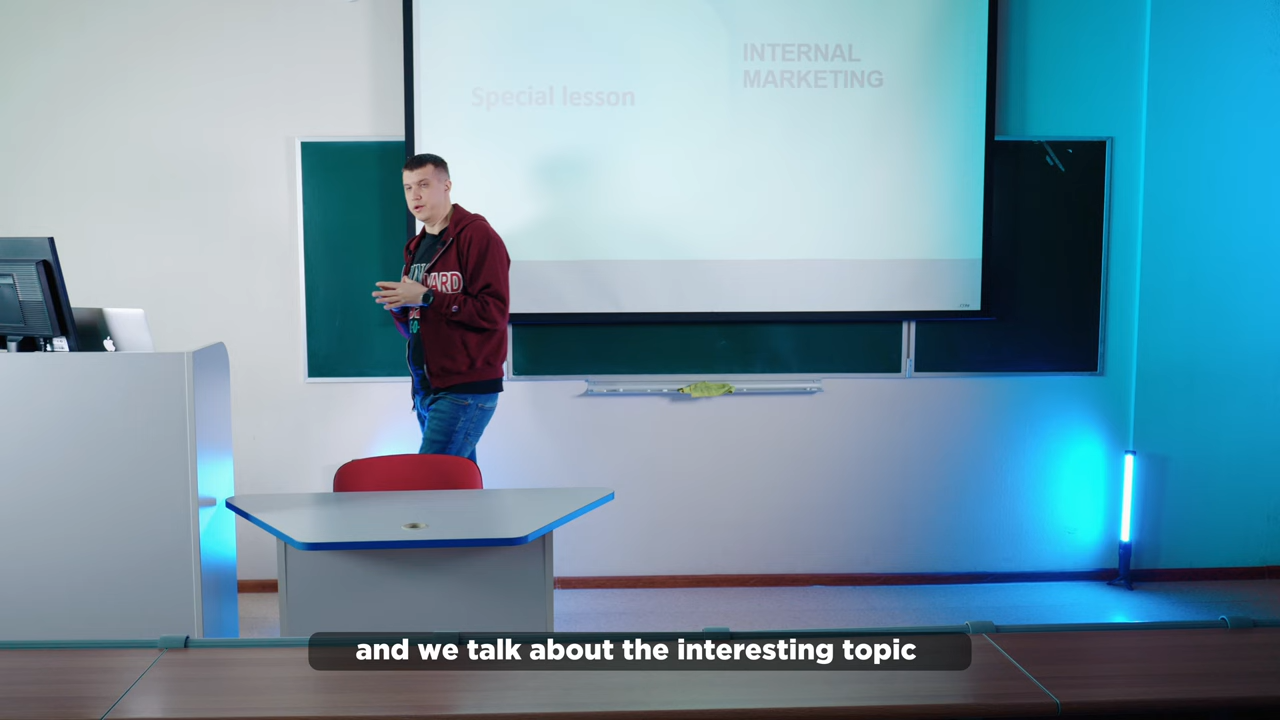 INTERNAL
MARKETING
Special lesson
and we talk about the interesting topic